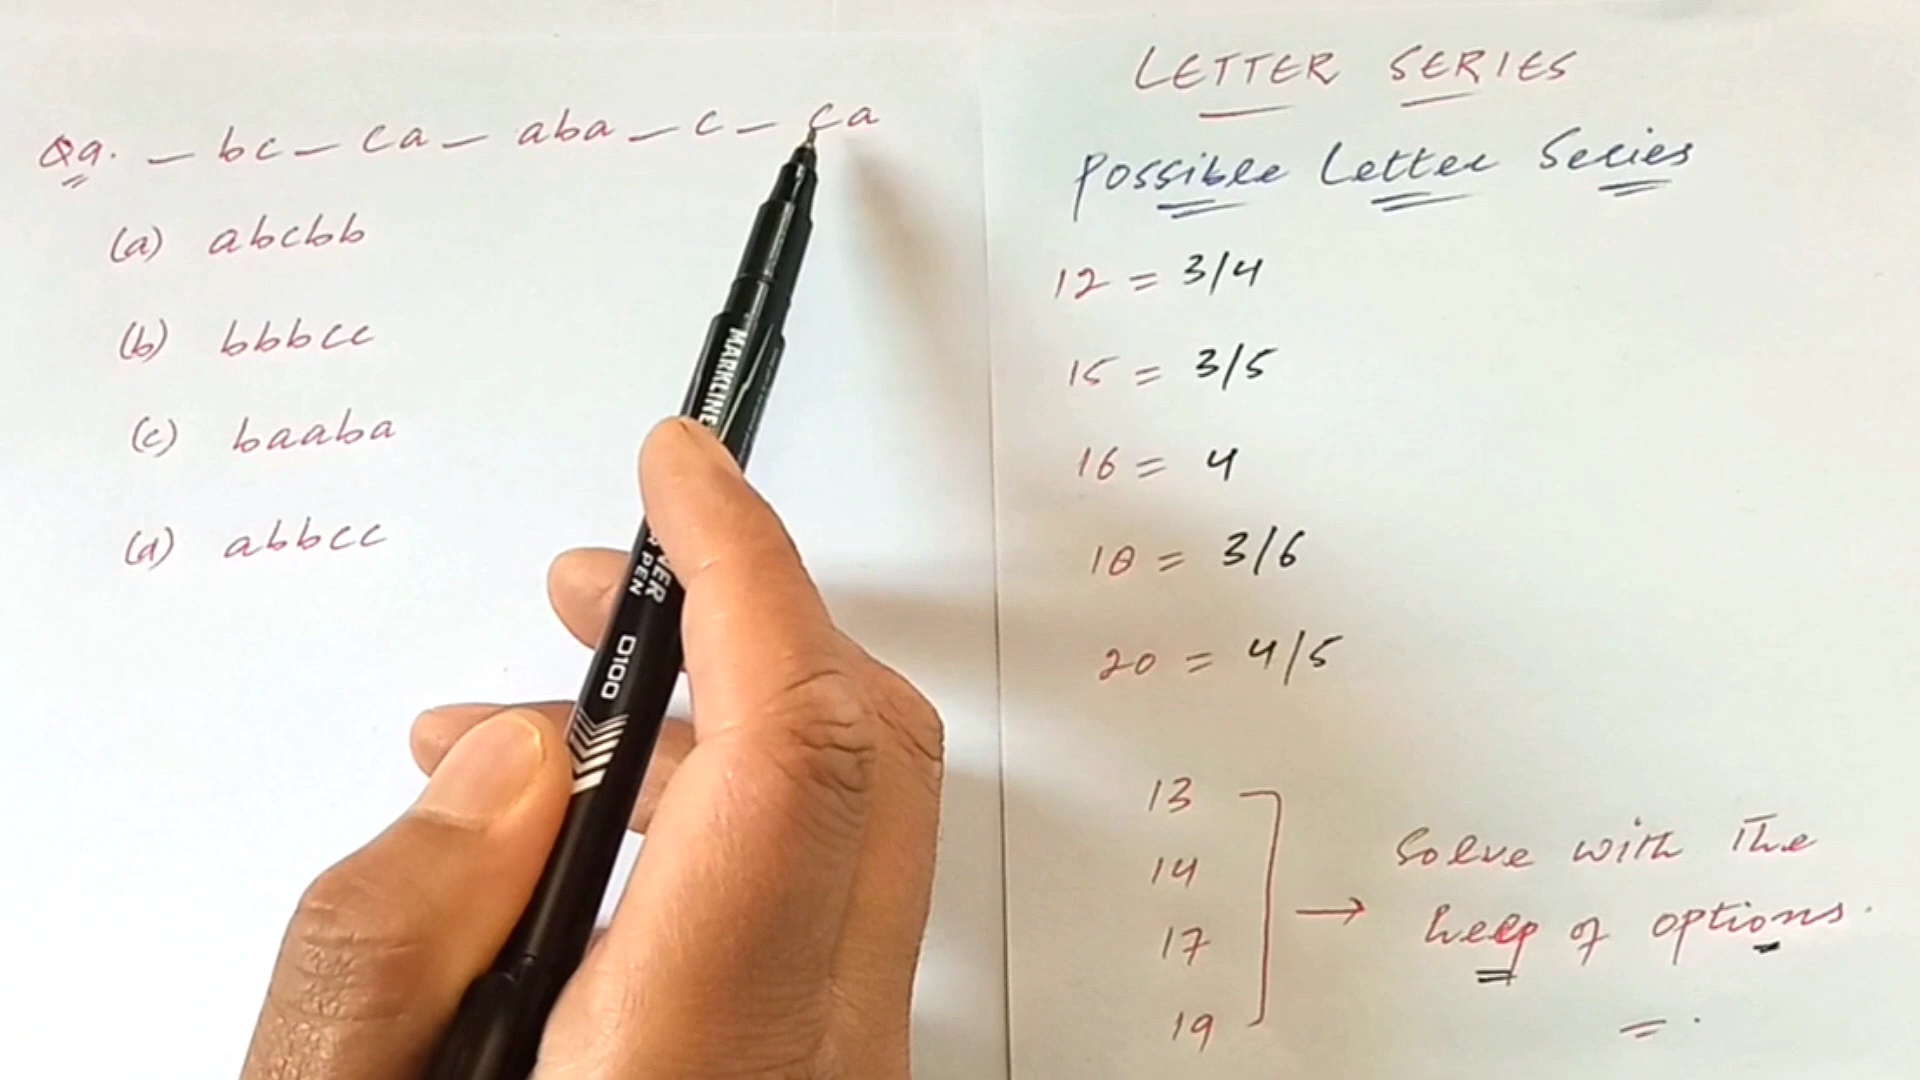 Q9. _ bc _ ca _ aba _ c _ ca
(a) abcbb
(b) bbbcc
(c) baaba
(d) abbcc
LETTER SERIES
Possible Letter Series
12 = 3/4
15 = 3/5
16 = 4
18 = 3/6
20 = 4/5
13
14
17
19
Solve with The
help of options.
MARKLINE
PEN
D100